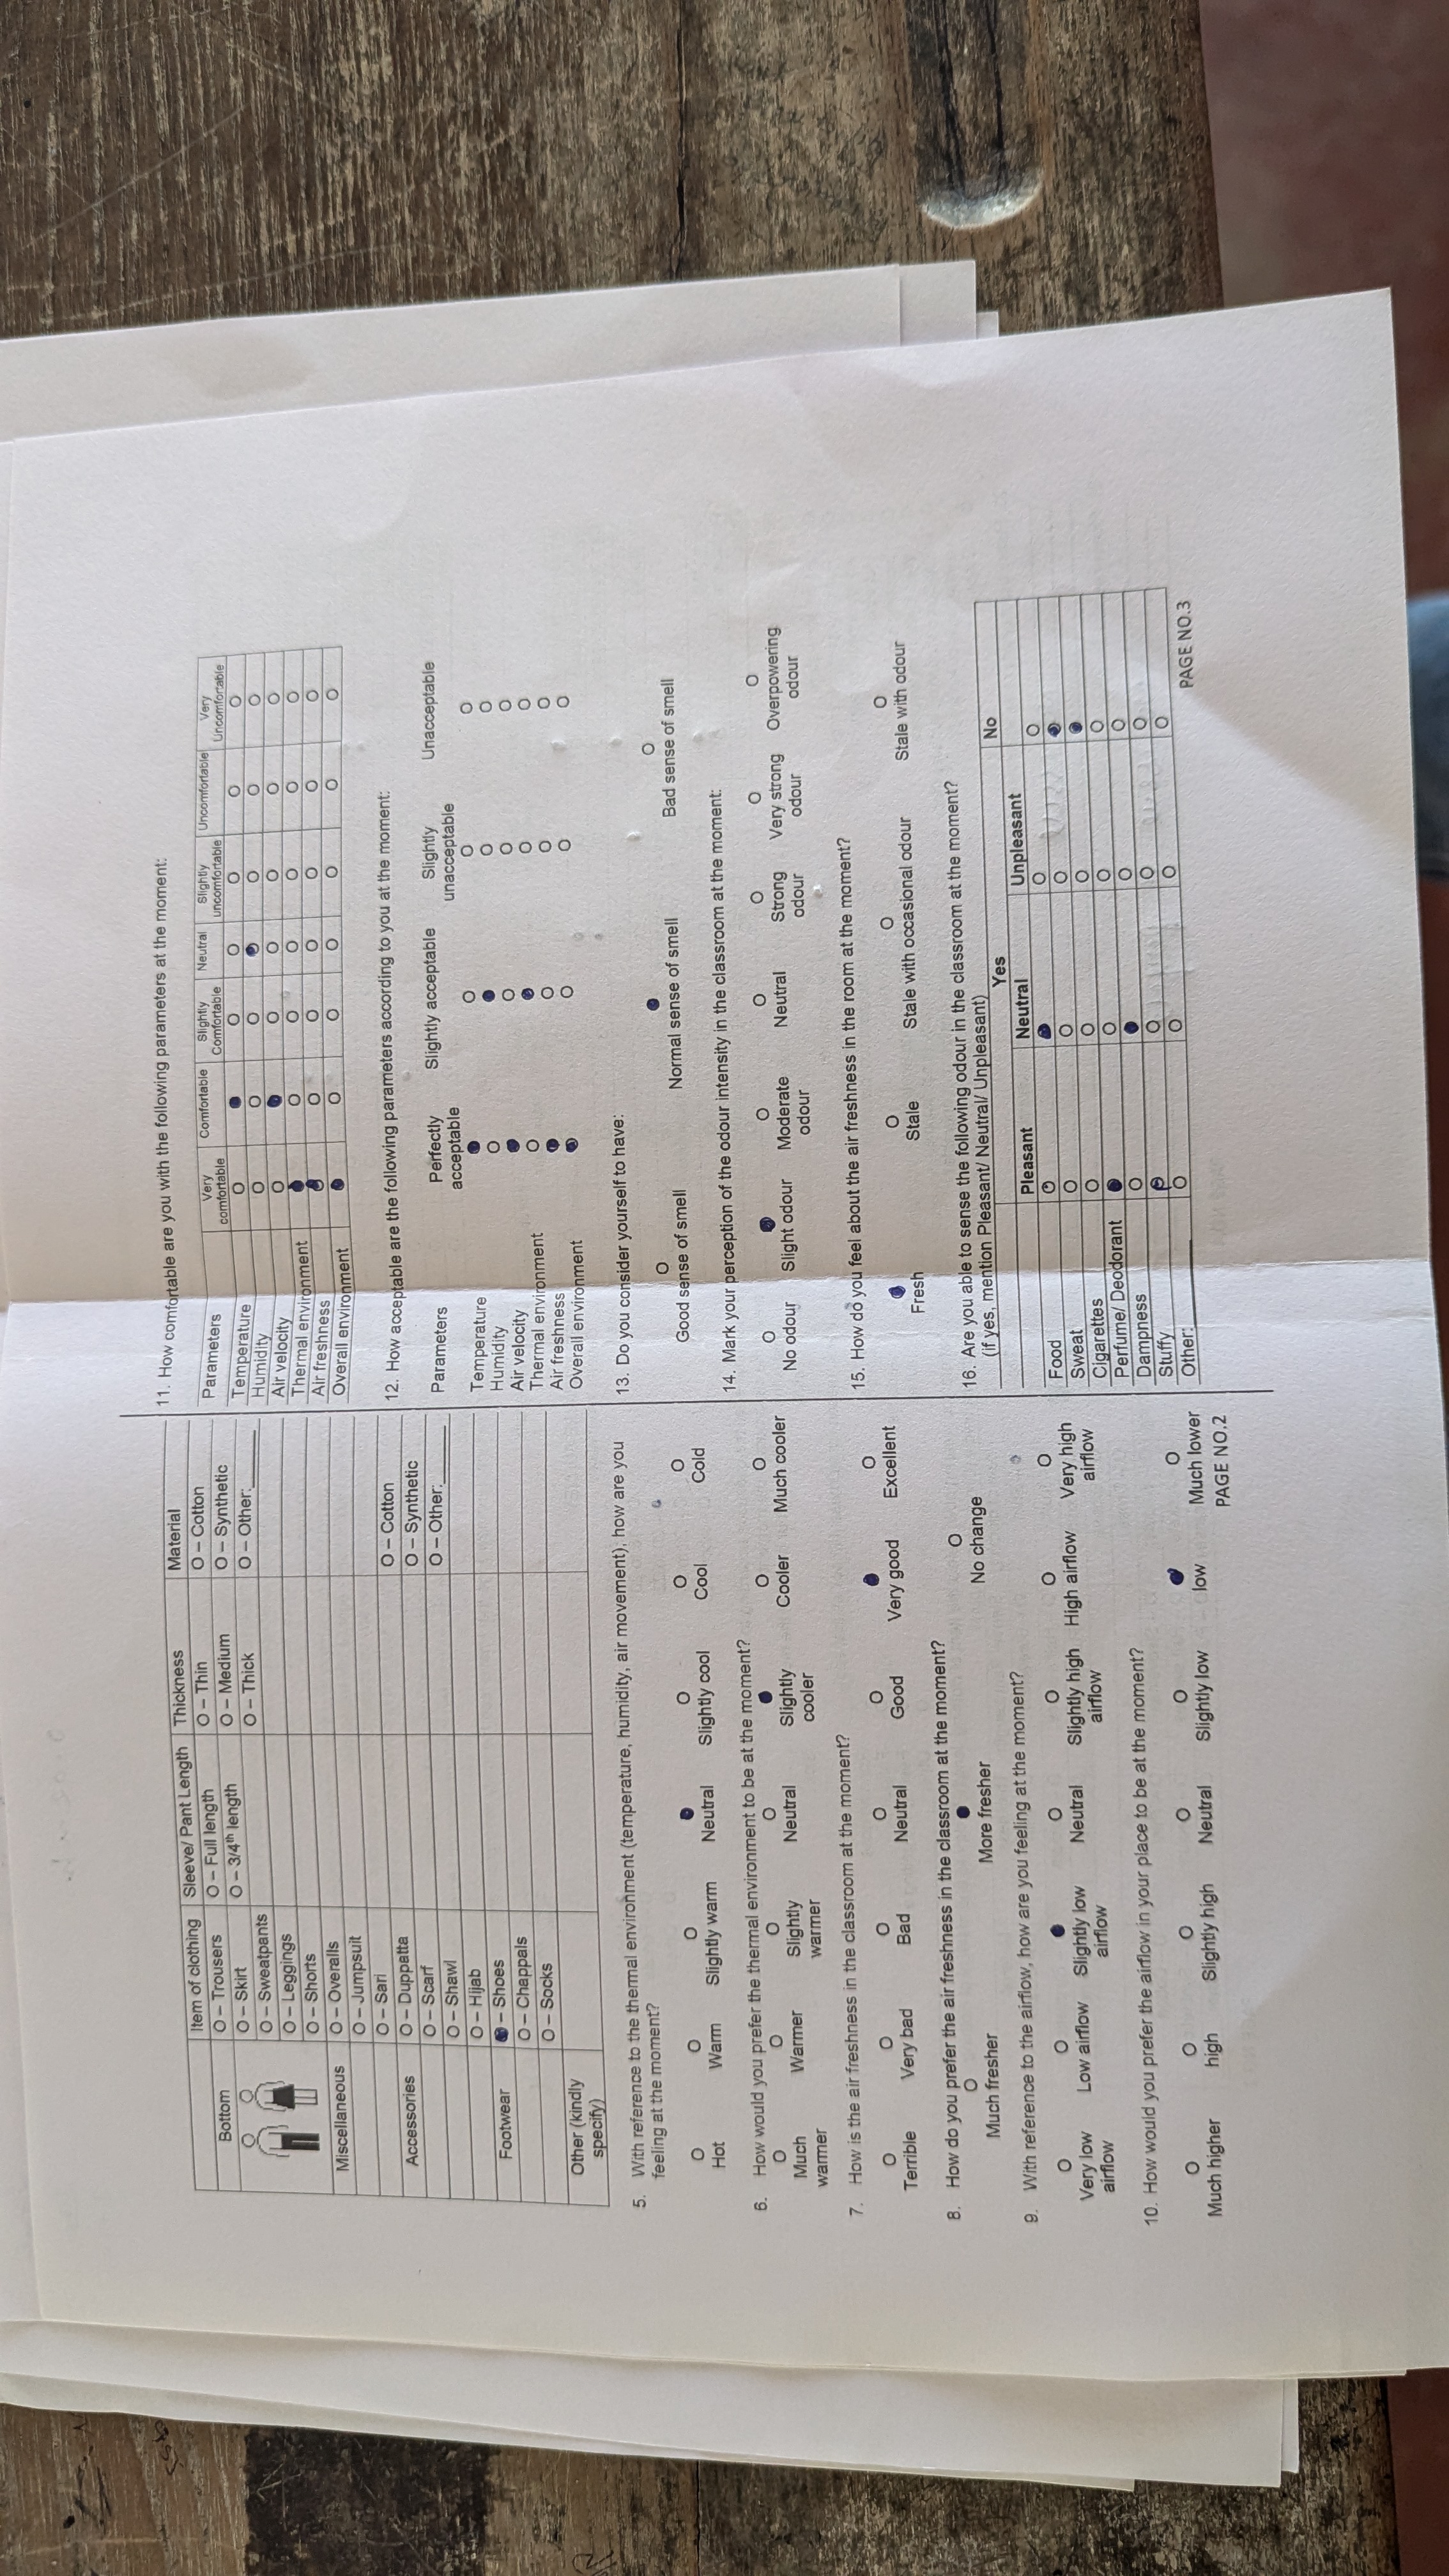 Item of clothing Sleeve/ Pant Length Thickness Material
Bottom O – Trousers O – Full length O – Thin O – Cotton
O – Skirt O – 3/4th length O – Medium O – Synthetic
O – Sweatpants O – Thick O – Other:______
O – Leggings
O – Shorts
Miscellaneous O – Overalls
O – Jumpsuit
O – Sari O – Cotton
Accessories O – Duppatta O – Synthetic
O – Scarf O – Other:______
O – Shawl
O – Hijab
Footwear ● – Shoes
O – Chappals
O – Socks
Other (kindly
specify)
5. With reference to the thermal environment (temperature, humidity, air movement), how are you
feeling at the moment?
O O O ● O O O
Hot Warm Slightly warm Neutral Slightly cool Cool Cold
6. How would you prefer the thermal environment to be at the moment?
O O O O ● O O
Much Warmer Slightly Neutral Slightly Cooler Much cooler
warmer warmer cooler
7. How is the air freshness in the classroom at the moment?
O O O O O ● O
Terrible Very bad Bad Neutral Good Very good Excellent
8. How do you prefer the air freshness in the classroom at the moment?
O ● O
Much fresher More fresher No change
9. With reference to the airflow, how are you feeling at the moment?
O O ● O O O O
Very low Low airflow Slightly low Neutral Slightly high High airflow Very high
airflow airflow airflow airflow
10. How would you prefer the airflow in your place to be at the moment?
O O O O O ● O
Much higher high Slightly high Neutral Slightly low low Much lower
PAGE NO.2
11. How comfortable are you with the following parameters at the moment:
Parameters Very Comfortable Slightly Neutral Slightly Uncomfortable Very
comfortable Comfortable uncomfortable Uncomfortable
Temperature O ● O O O O O
Humidity O O O ● O O O
Air velocity O ● O O O O O
Thermal environment ● O O O O O O
Air freshness ● O O O O O O
Overall environment ● O O O O O O
12. How acceptable are the following parameters according to you at the moment:
Parameters Perfectly Slightly acceptable Slightly Unacceptable
acceptable unacceptable
Temperature ● O O O
Humidity O ● O O
Air velocity ● O O O
Thermal environment O ● O O
Air freshness ● O O O
Overall environment ● O O O
13. Do you consider yourself to have:
O ● O
Good sense of smell Normal sense of smell Bad sense of smell
14. Mark your perception of the odour intensity in the classroom at the moment:
O ● O O O O O
No odour Slight odour Moderate Neutral Strong Very strong Overpowering
odour odour odour odour
15. How do you feel about the air freshness in the room at the moment?
● O O O
Fresh Stale Stale with occasional odour Stale with odour
16. Are you able to sense the following odour in the classroom at the moment?
(if yes, mention Pleasant/ Neutral/ Unpleasant)
Yes No
Pleasant Neutral Unpleasant
Food O ● O O
Sweat O O O ●
Cigarettes O O O ●
Perfume/ Deodorant ● O O O
Dampness O ● O O
Stuffy ● O O O
Other:________ O O O O
PAGE NO.3